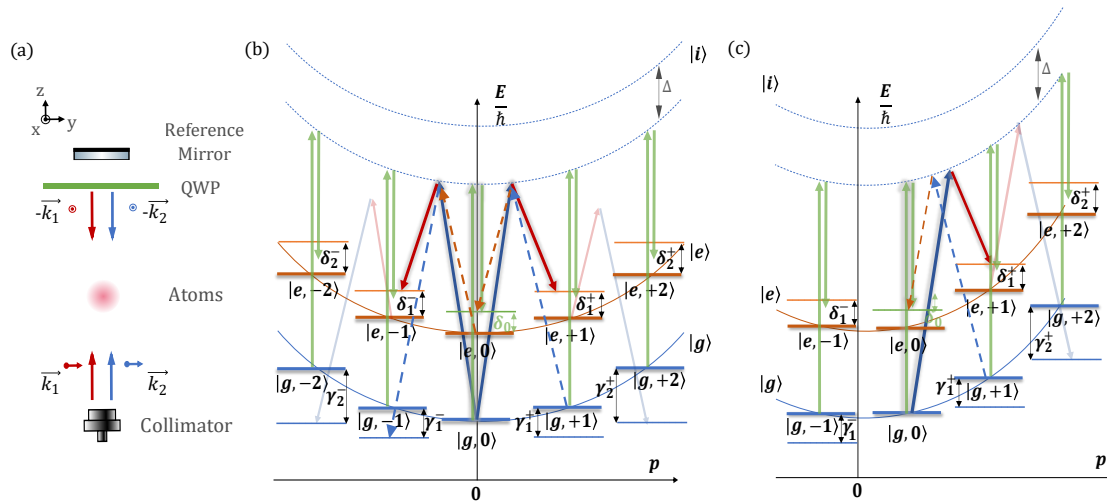 (a)
z
x
y
Reference
Mirror
QWP
-k₁
-k₂
Atoms
k₁
k₂
Collimator
(b)
E
ħ
|i⟩
Δ
|e⟩
|g⟩
δ₂⁻
δ₂⁺
|e, -2⟩
|e, +2⟩
δ₁⁻
δ₁⁺
δ₀
|e, -1⟩
|e, +1⟩
|e, 0⟩
|g, -2⟩
|g, +2⟩
γ₂⁻
γ₂⁺
|g, -1⟩
γ₁⁻
|g, 0⟩
γ₁⁺
|g, +1⟩
p
0
(c)
|i⟩
E
ħ
Δ
δ₂⁺
|e, +2⟩
|e⟩
δ₁⁻
δ₁⁺
|e, -1⟩
|e, 0⟩
|e, +1⟩
|g, +2⟩
γ₂⁺
|g⟩
γ₁⁺
|g, +1⟩
|g, -1⟩
γ₁⁻
|g, 0⟩
p
0